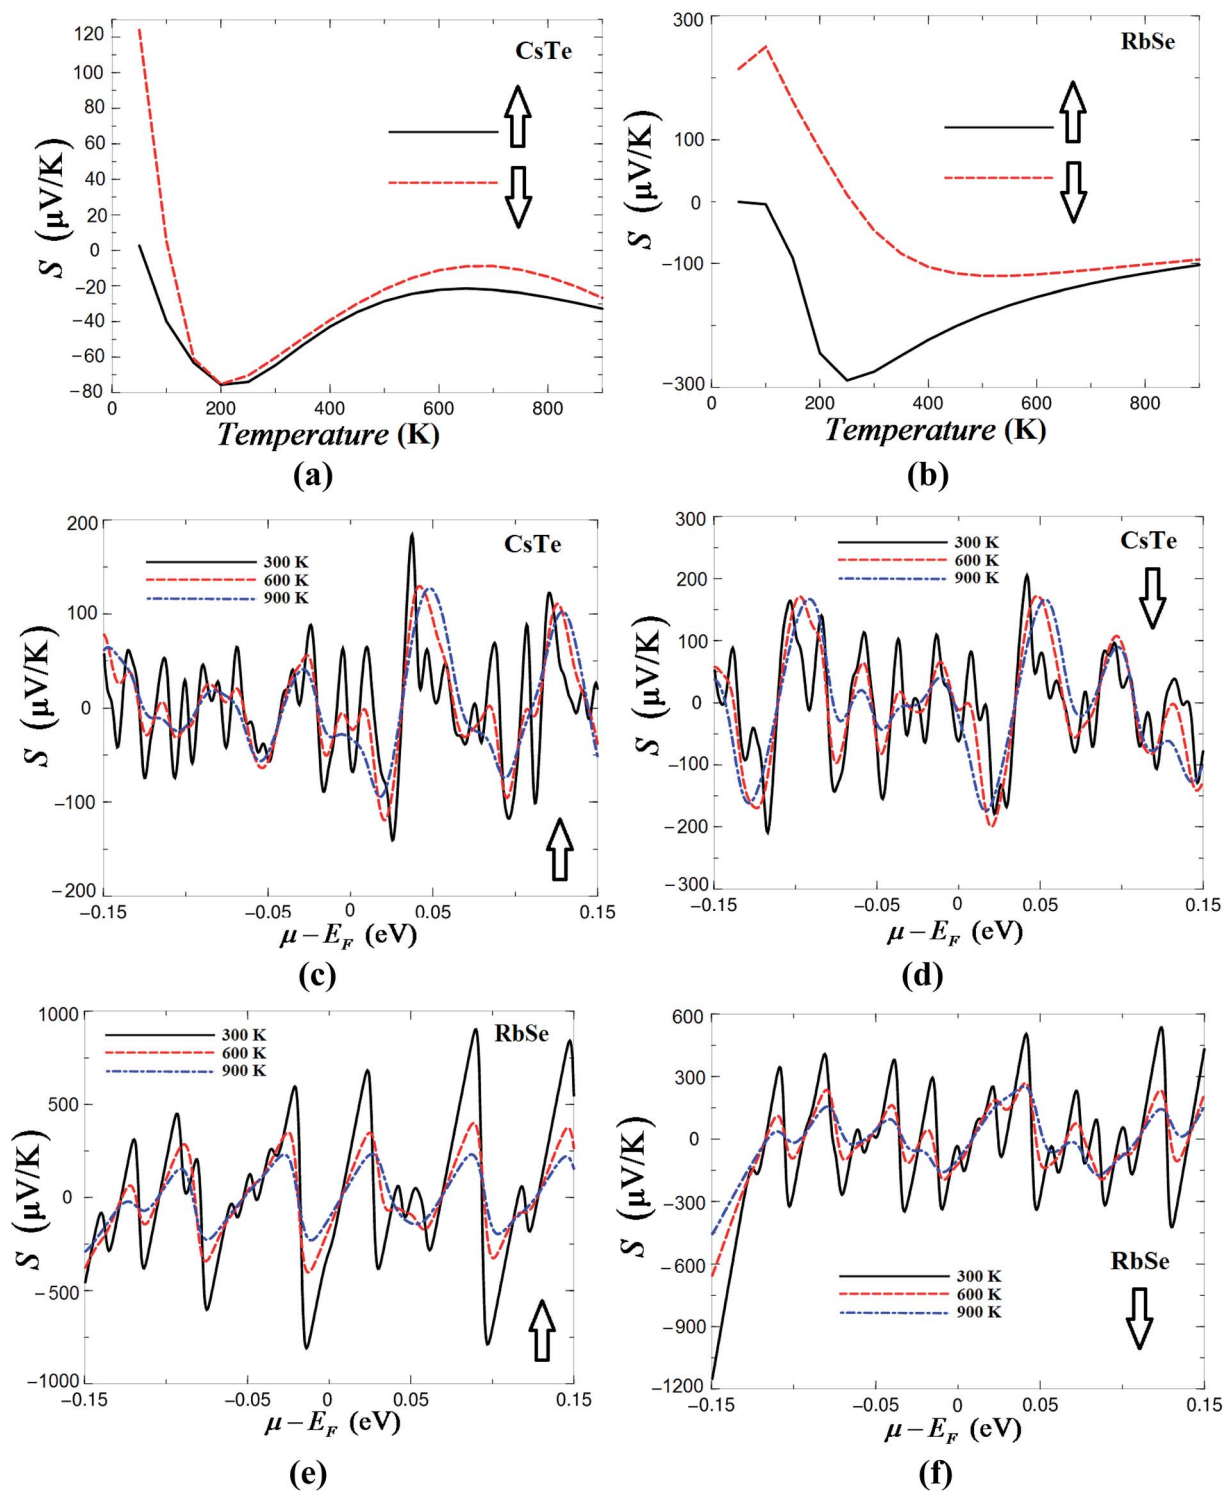 120
100
80
60
40
20
0
−20
−40
−60
−80
S (μV/K)
CsTe
0 200 400 600 800
Temperature (K)
(a)
300
100
0
−100
−300
S (μV/K)
RbSe
0 200 400 600 800
Temperature (K)
(b)
200
100
0
−100
−200
S (μV/K)
300 K
600 K
900 K
CsTe
−0.15 −0.05 0 0.05 0.15
μ − E_F (eV)
(c)
300
200
100
0
−100
−200
−300
S (μV/K)
300 K
600 K
900 K
CsTe
−0.15 −0.05 0 0.05 0.15
μ − E_F (eV)
(d)
1000
500
0
−500
−1000
S (μV/K)
300 K
600 K
900 K
RbSe
−0.15 −0.05 0 0.05 0.15
μ − E_F (eV)
(e)
600
300
0
−300
−600
−900
−1200
S (μV/K)
300 K
600 K
900 K
RbSe
−0.15 −0.05 0 0.05 0.15
μ − E_F (eV)
(f)